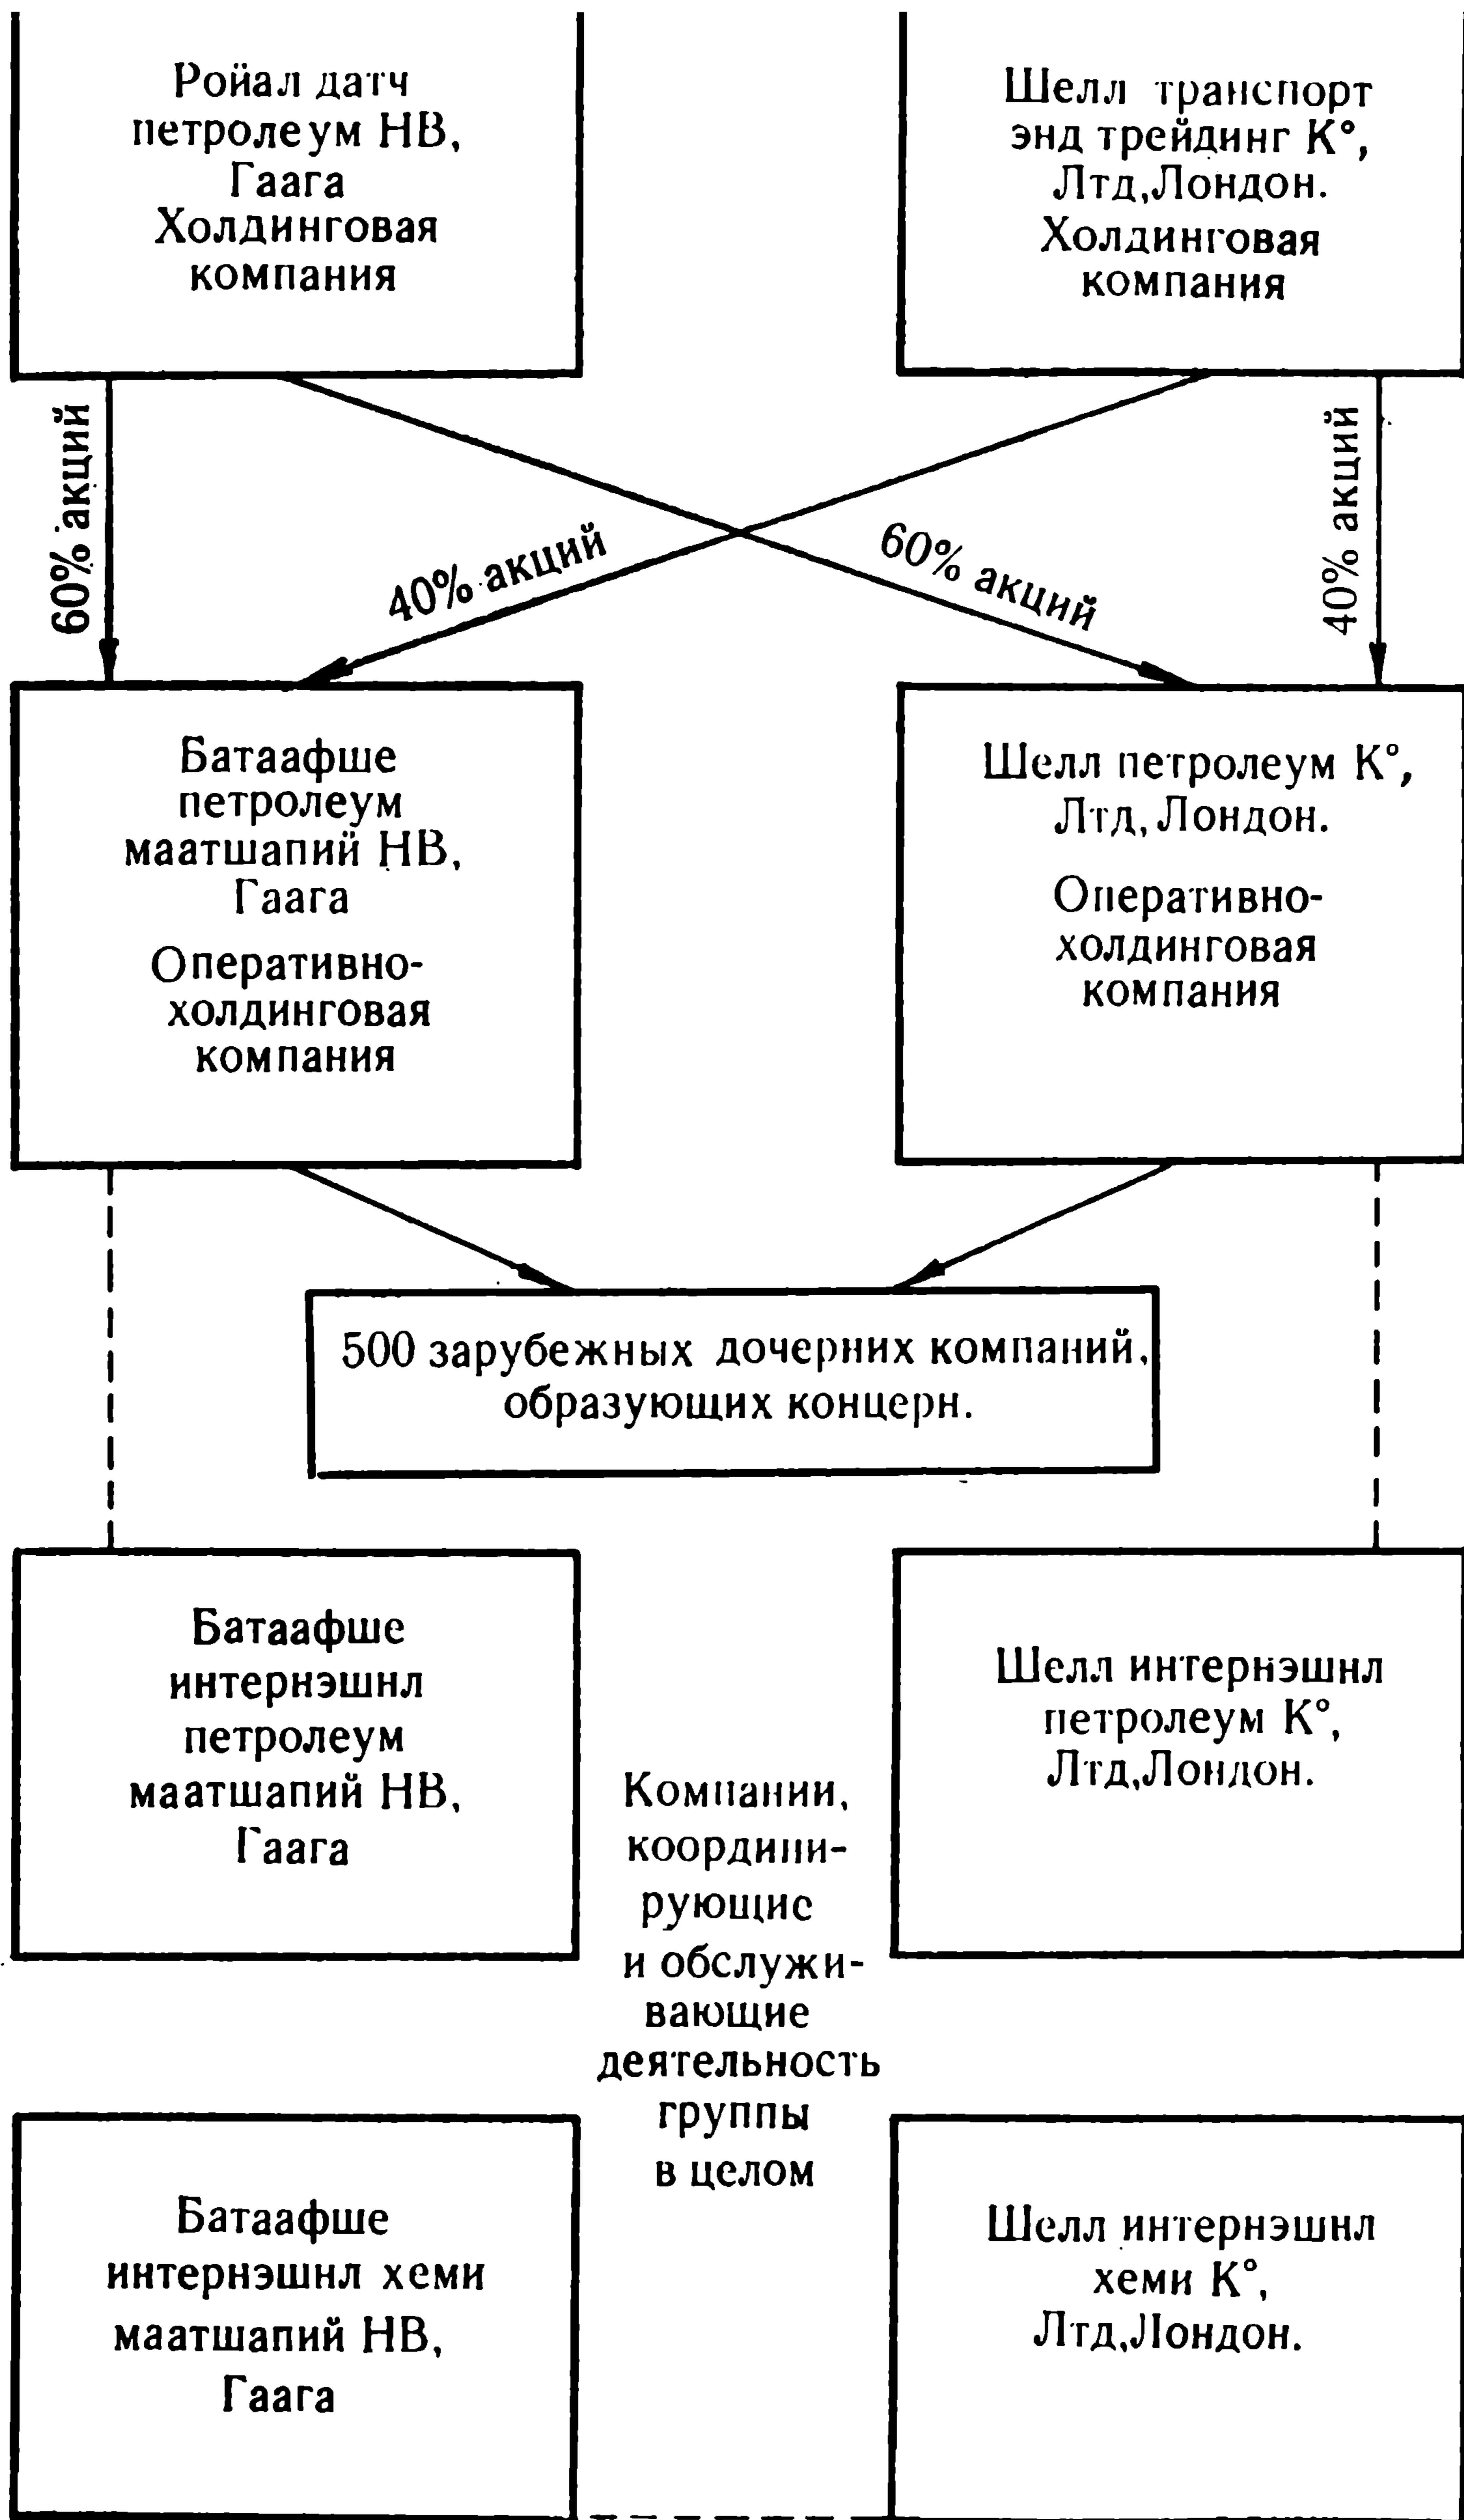 Ройал датч
петролеум НВ,
Гаага
Холдинговая
компания
Шелл транспорт
энд трейдинг К°,
Лтд,Лондон.
Холдинговая
компания
60% акций
40% акций
60% акций
40% акций
Батаафше
петролеум
маатшапий НВ,
Гаага
Оперативно-
холдинговая
компания
Шелл петролеум К°,
Лтд, Лондон.
Оперативно-
холдинговая
компания
500 зарубежных дочерних компаний,
образующих концерн.
Батаафше
интернэшнл
петролеум
маатшапий НВ,
Гаага
Шелл интернэшнл
петролеум К°,
Лтд,Лондон.
Компании,
координи-
рующие
и обслужи-
вающие
деятельность
группы
в целом
Батаафше
интернэшнл хеми
маатшапий НВ,
Гаага
Шелл интернэшнл
хеми К°,
Лтд,Лондон.